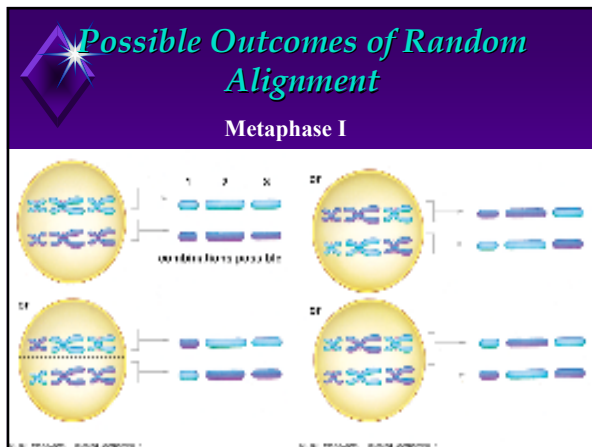 Possible Outcomes of Random
Alignment
Metaphase I
1 2 3
or
combinations possible
or
or